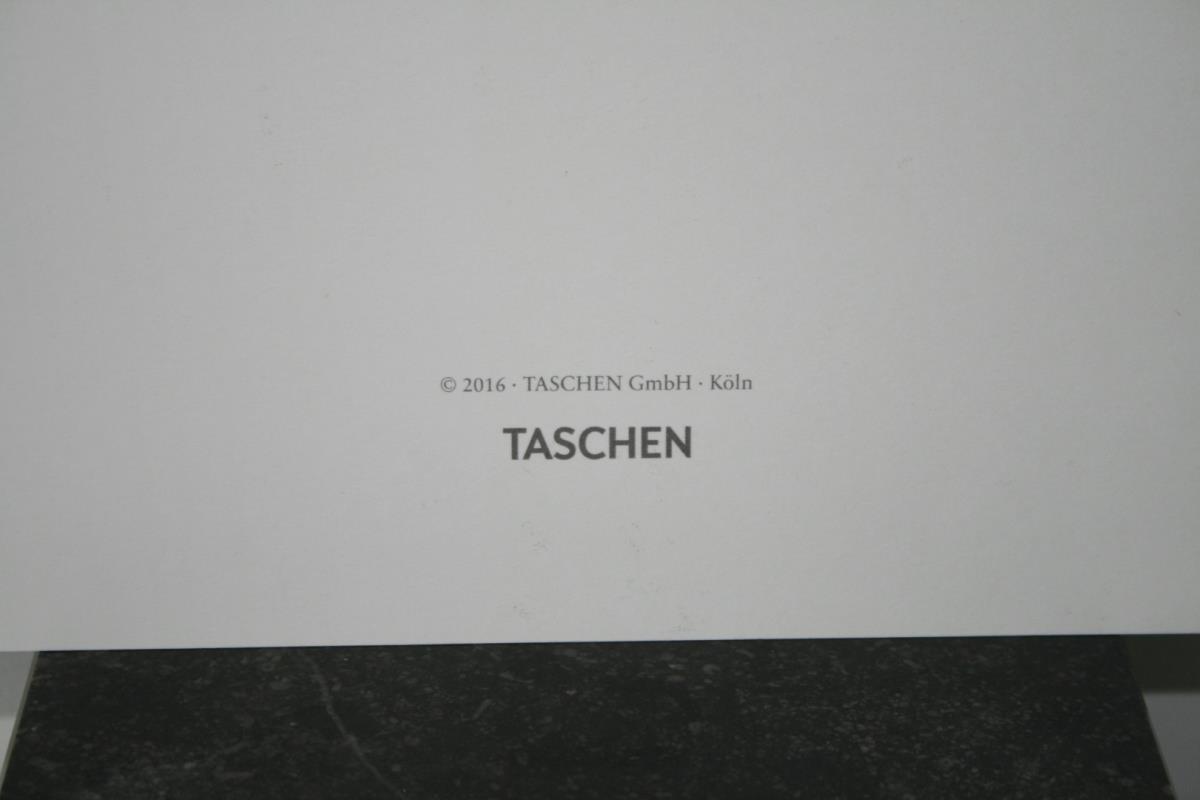 © 2016 · TASCHEN GmbH · Köln
TASCHEN